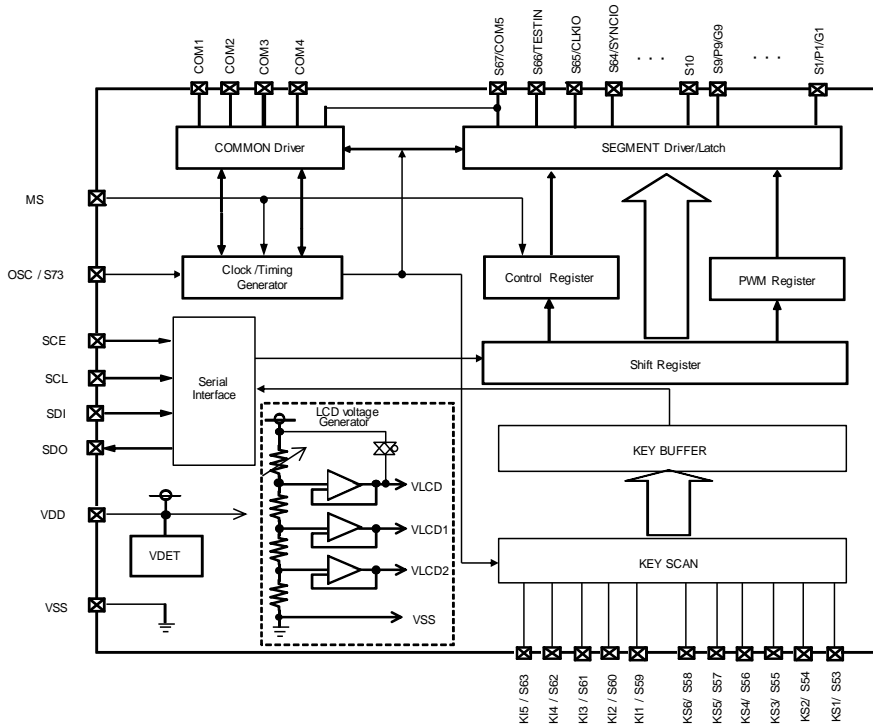 COM1
COM2
COM3
COM4
S67/COM5
S66/TESTIN
S65/CLKIO
S64/SYNCIO
. . .
S10
S9/P9/G9
. . .
S1/P1/G1
COMMON Driver
SEGMENT Driver/Latch
MS
OSC / S73
Clock /Timing
Generator
Control Register
PWM Register
SCE
SCL
SDI
SDO
Serial
Interface
Shift Register
LCD voltage
Generator
KEY BUFFER
VLCD
VLCD1
VLCD2
VSS
VDD
VDET
KEY SCAN
VSS
KI5 / S63
KI4 / S62
KI3 / S61
KI2 / S60
KI1 / S59
KS6/ S58
KS5/ S57
KS4/ S56
KS3/ S55
KS2/ S54
KS1/ S53